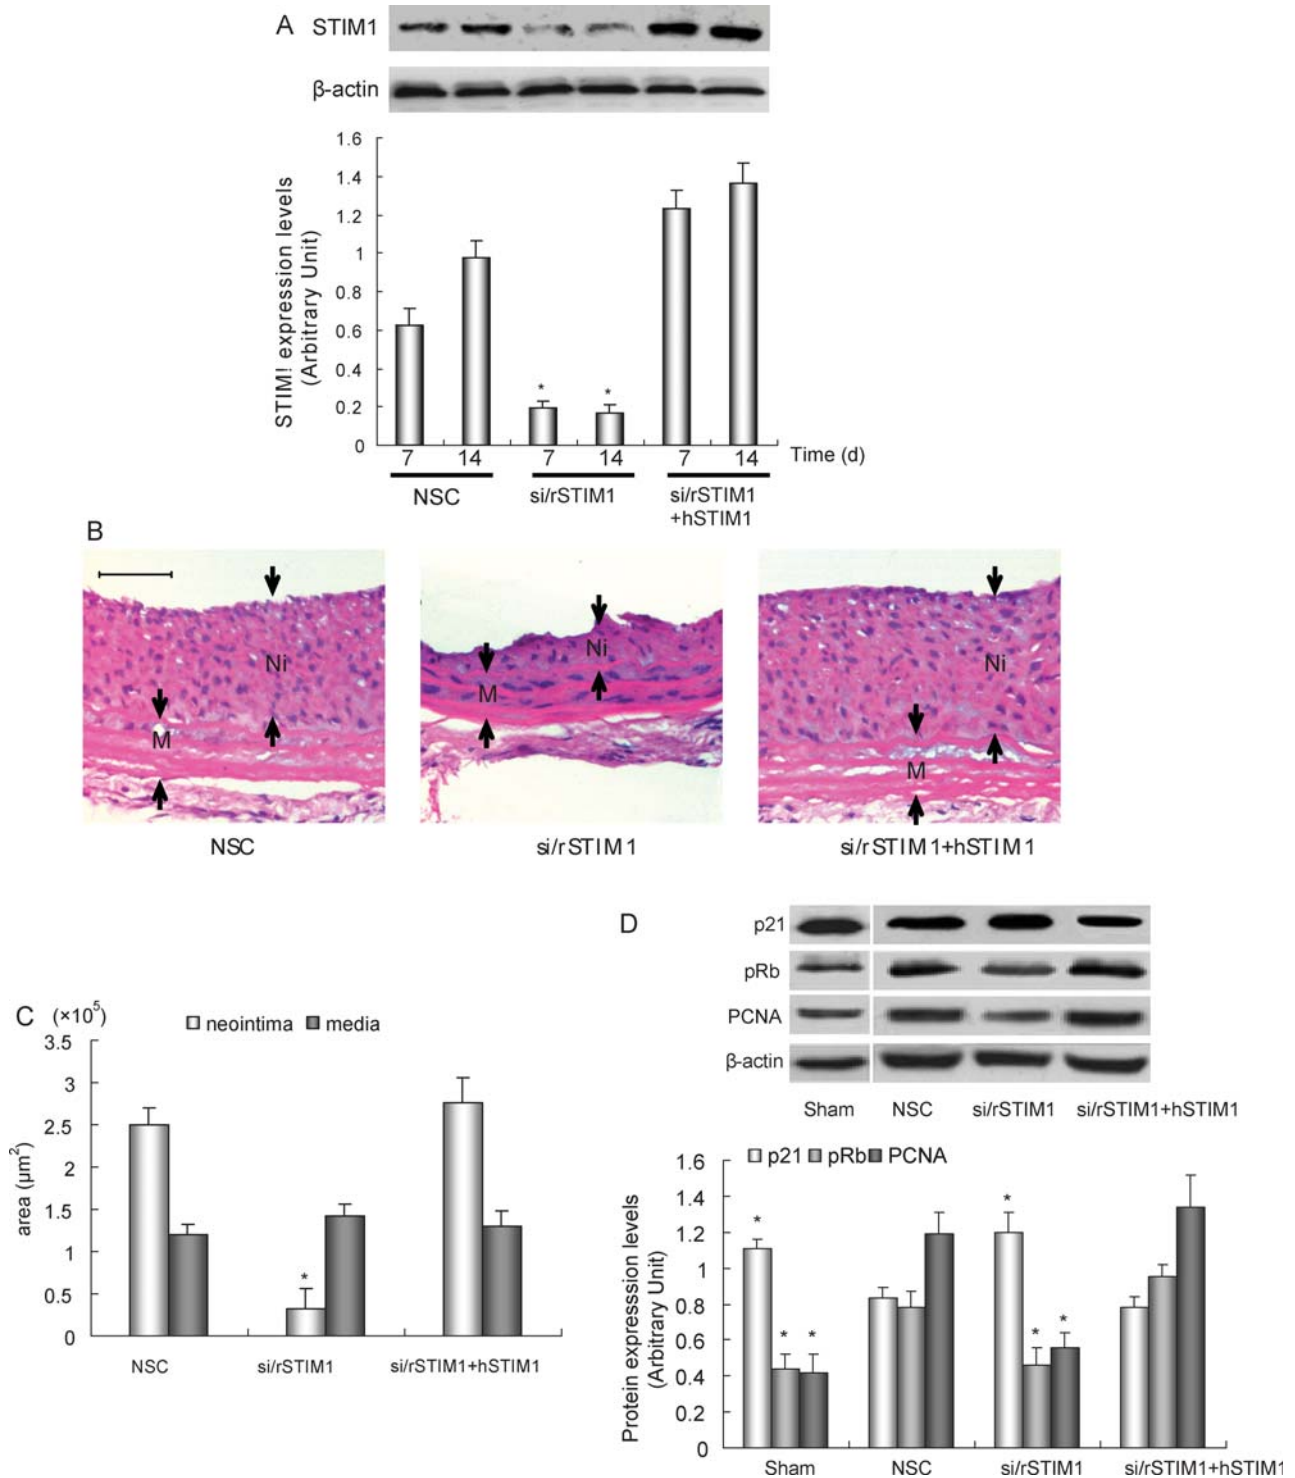 A STIM1
β-actin
STIM! expression levels
(Arbitrary Unit)
1.6
1.4
1.2
1
0.8
0.6
0.4
0.2
0
* *
7 14 7 14 7 14 Time (d)
NSC si/rSTIM1 si/rSTIM1
+hSTIM1
B
Ni M
M Ni
Ni M
NSC si/rSTIM1 si/rSTIM1+hSTIM1
C (×10⁵)
neointima media
area (µm²)
3.5
3
2.5
2
1.5
1
0.5
0
*
NSC si/rSTIM1 si/rSTIM1+hSTIM1
D
p21
pRb
PCNA
β-actin
Sham NSC si/rSTIM1 si/rSTIM1+hSTIM1
p21 pRb PCNA
Protein expresssion levels
(Arbitrary Unit)
1.6
1.4
1.2
1
0.8
0.6
0.4
0.2
0
* * * * * *
Sham NSC si/rSTIM1 si/rSTIM1+hSTIM1